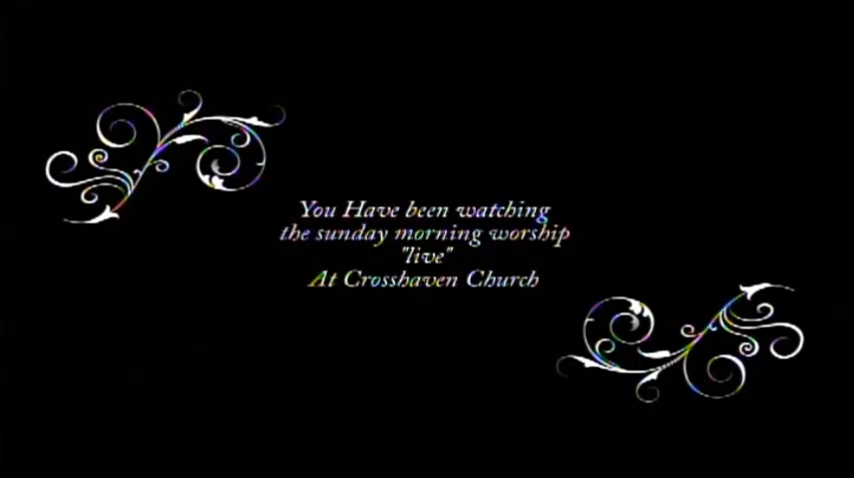 You Have been watching
the sunday morning worship
"live"
At Crosshaven Church